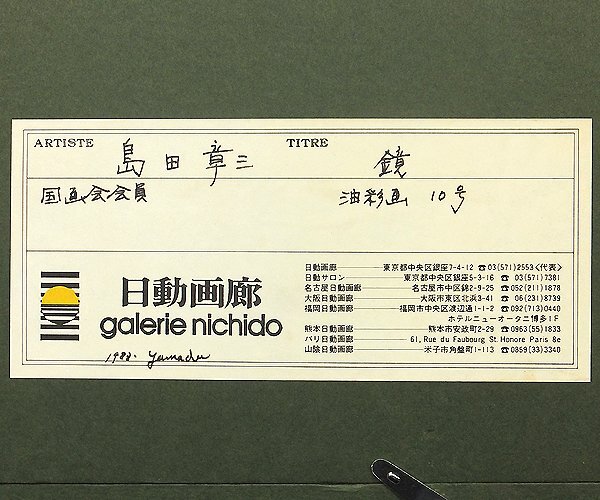 ARTISTE 島田章三 TITRE 鏡
国画会会員 油彩画 10号
日動画廊
galerie nichido
日動画廊 東京都中央区銀座7-4-12 ☎03(571)2553<代表>
日動サロン 東京都中央区銀座5-3-16 ☎03(571)7381
名古屋日動画廊 名古屋市中区錦2-9-25 ☎052(211)1878
大阪日動画廊 大阪市東区北浜3-41 ☎06(231)8739
福岡日動画廊 福岡市中央区渡辺通1-1-2 ☎092(713)0440
ホテルニューオータニ博多1F
熊本日動画廊 熊本市安政町2-29 ☎0963(55)1833
パリ日動画廊 61, Rue du Faubourg St. Honore Paris 8e
山陰日動画廊 米子市角盤町1-113 ☎0859(33)3340
1988.